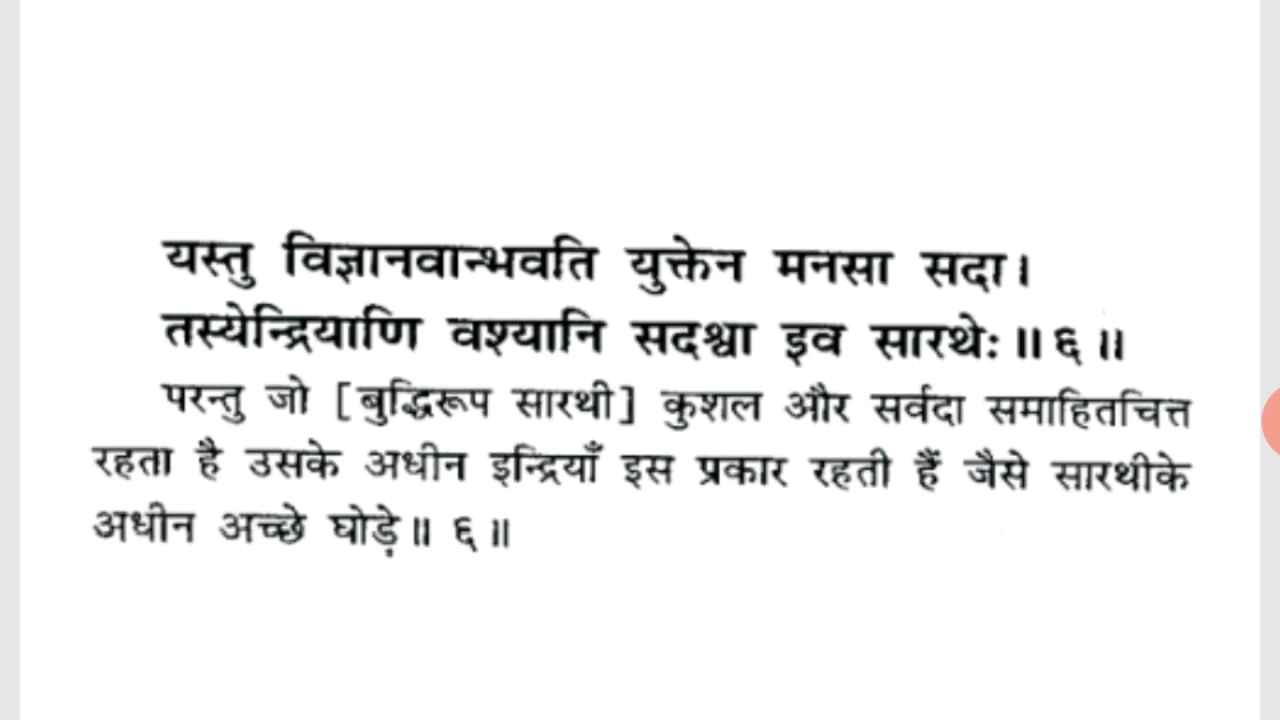 यस्तु विज्ञानवान्भवति युक्तेन मनसा सदा।
तस्येन्द्रियाणि वश्यानि सदश्वा इव सारथेः॥ ६ ॥
परन्तु जो [बुद्धिरूप सारथी] कुशल और सर्वदा समाहितचित्त
रहता है उसके अधीन इन्द्रियाँ इस प्रकार रहती हैं जैसे सारथीके
अधीन अच्छे घोड़े॥ ६ ॥